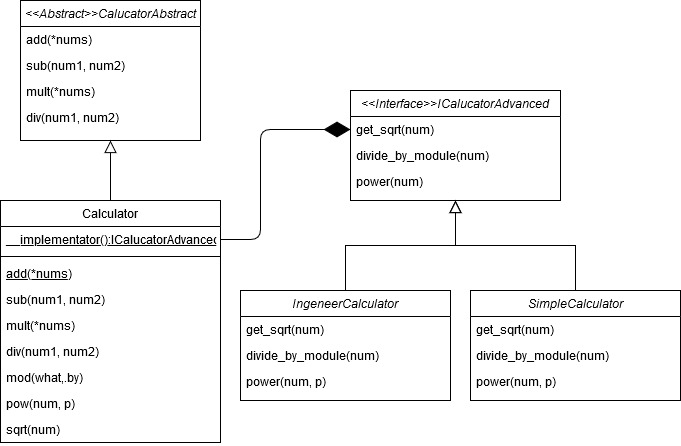 <<Abstract>>CalucatorAbstract
add(*nums)
sub(num1, num2)
mult(*nums)
div(num1, num2)
<<Interface>>ICalucatorAdvanced
get_sqrt(num)
divide_by_module(num)
power(num)
Calculator
__implementator():ICalucatorAdvanced
add(*nums)
sub(num1, num2)
mult(*nums)
div(num1, num2)
mod(what,.by)
pow(num, p)
sqrt(num)
IngeneerCalculator
get_sqrt(num)
divide_by_module(num)
power(num, p)
SimpleCalculator
get_sqrt(num)
divide_by_module(num)
power(num, p)